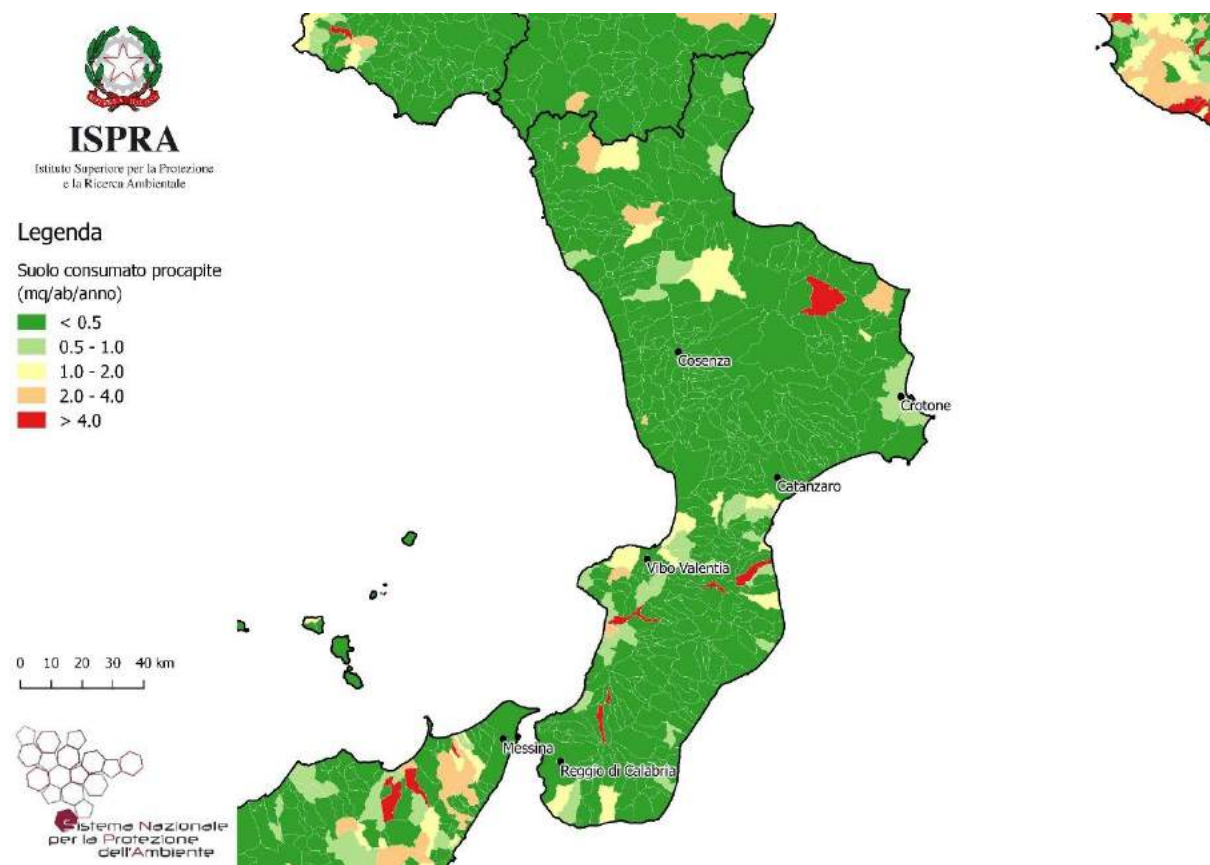 ISPRA
Istituto Superiore per la Protezione
e la Ricerca Ambientale
Legenda
Suolo consumato procapite
(mq/ab/anno)
< 0.5
0.5 - 1.0
1.0 - 2.0
2.0 - 4.0
> 4.0
Cosenza
Crotone
Catanzaro
Vibo Valentia
Messina
Reggio di Calabria
0 10 20 30 40 km
Sistema Nazionale
per la Protezione
dell'Ambiente